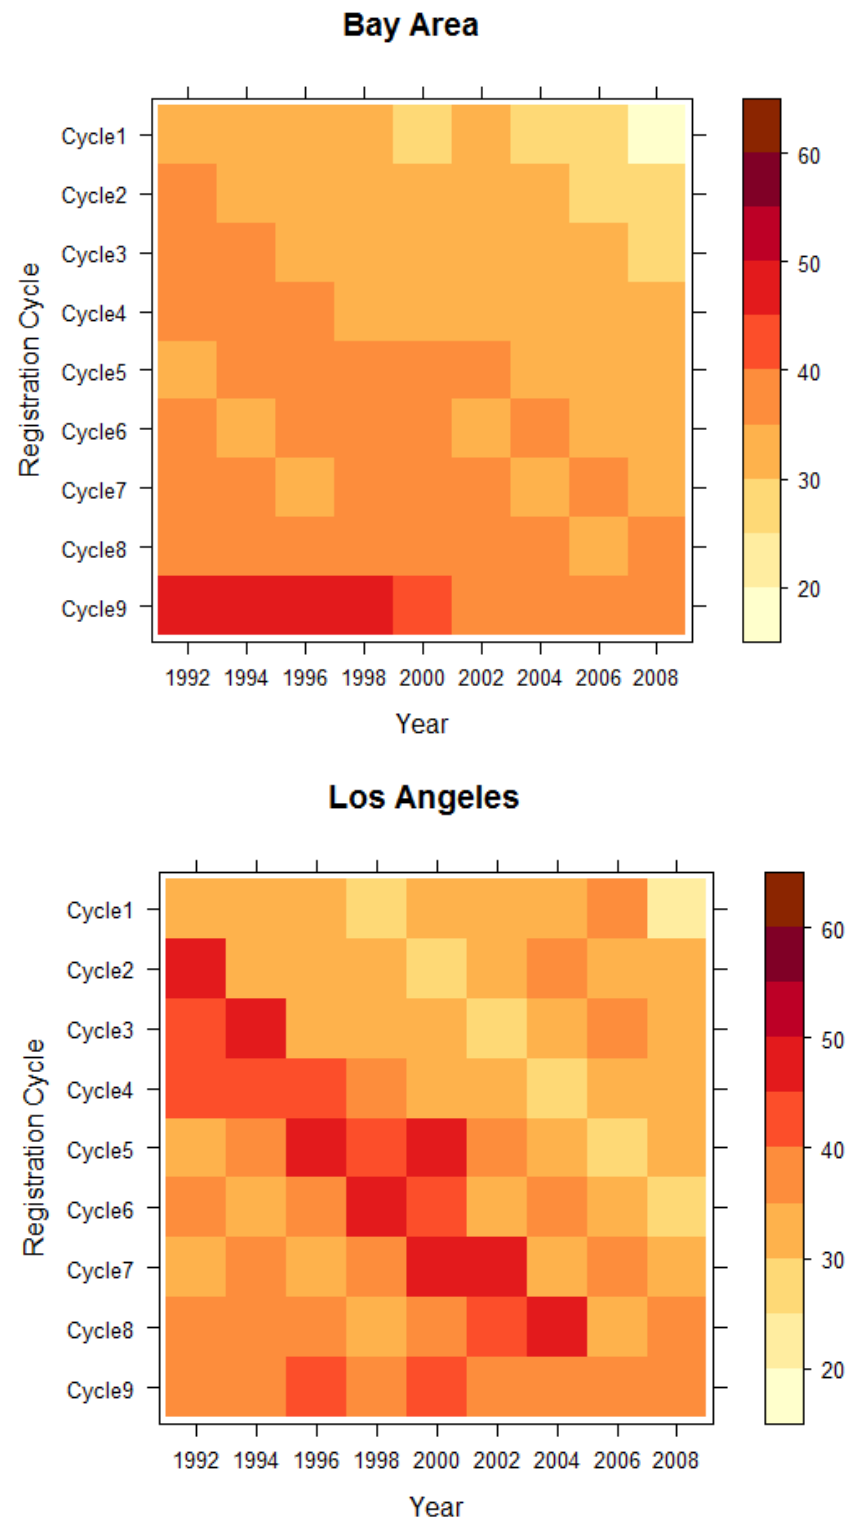 Bay Area
Cycle1
Cycle2
Cycle3
Cycle4
Cycle5
Cycle6
Cycle7
Cycle8
Cycle9
Registration Cycle
1992 1994 1996 1998 2000 2002 2004 2006 2008
Year
60
50
40
30
20
Los Angeles
Cycle1
Cycle2
Cycle3
Cycle4
Cycle5
Cycle6
Cycle7
Cycle8
Cycle9
Registration Cycle
1992 1994 1996 1998 2000 2002 2004 2006 2008
Year
60
50
40
30
20